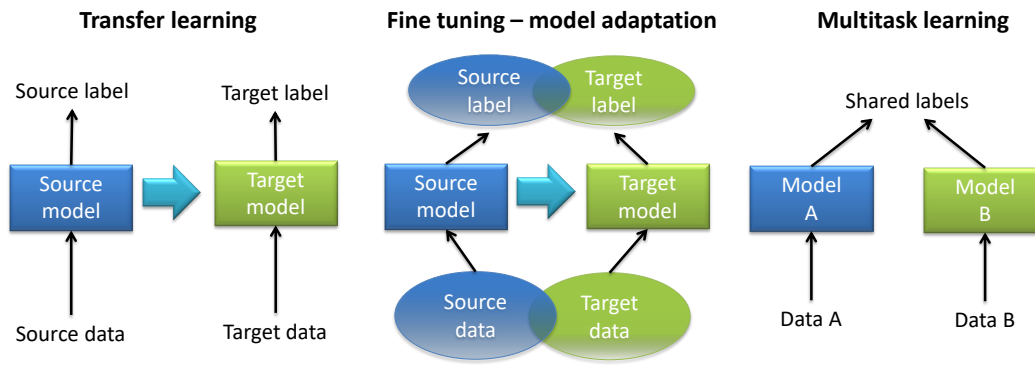 Transfer learning
Source label
Target label
Source
model
Target
model
Source data
Target data
Fine tuning – model adaptation
Source
label
Target
label
Source
model
Target
model
Source
data
Target
data
Multitask learning
Shared labels
Model
A
Model
B
Data A
Data B